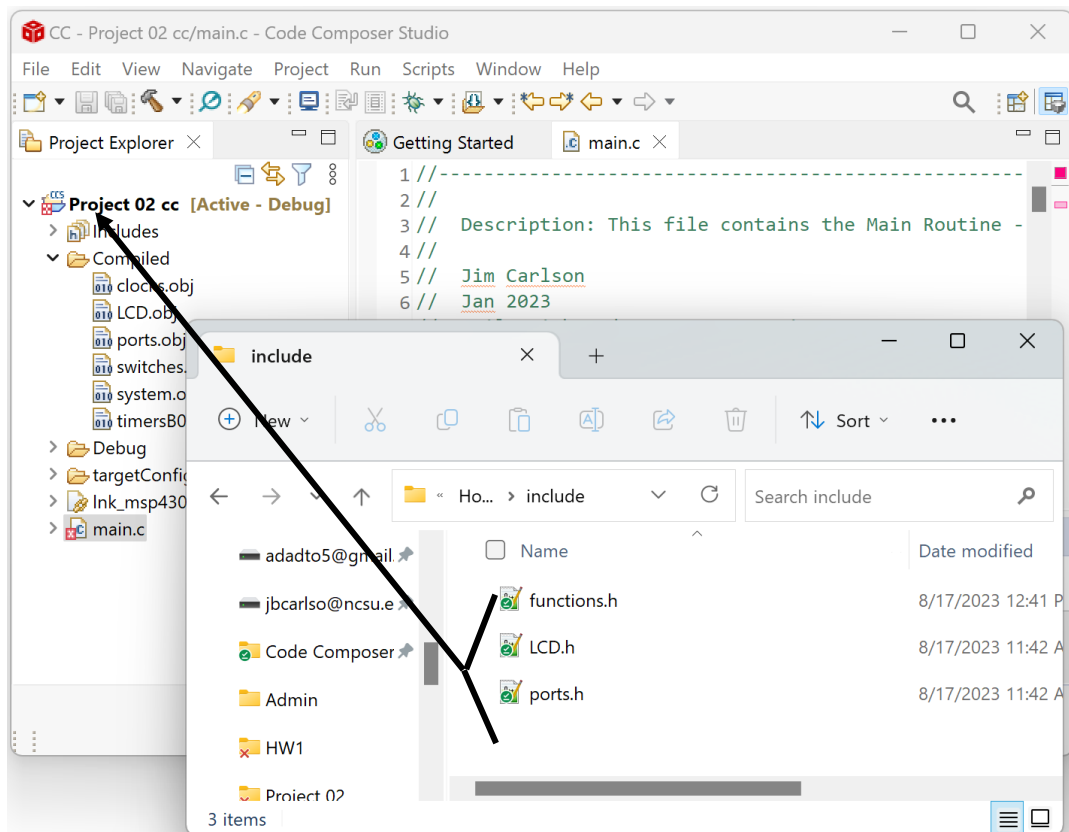 CC - Project 02 cc/main.c - Code Composer Studio
File Edit View Navigate Project Run Scripts Window Help
Project Explorer
Getting Started
main.c
Project 02 cc [Active - Debug]
Includes
Compiled
clocks.obj
LCD.obj
ports.obj
switches.
system.o
timersB0
Debug
targetConfig
lnk_msp430
main.c
1 //-----------------------------------------------------
2 //
3 // Description: This file contains the Main Routine -
4 //
5 // Jim Carlson
6 // Jan 2023
include
New
Sort
Ho... > include
Search include
adadto5@gmail.
jbcarlso@ncsu.e
Code Composer
Admin
HW1
Project 02
Name Date modified
functions.h 8/17/2023 12:41 P
LCD.h 8/17/2023 11:42 A
ports.h 8/17/2023 11:42 A
3 items